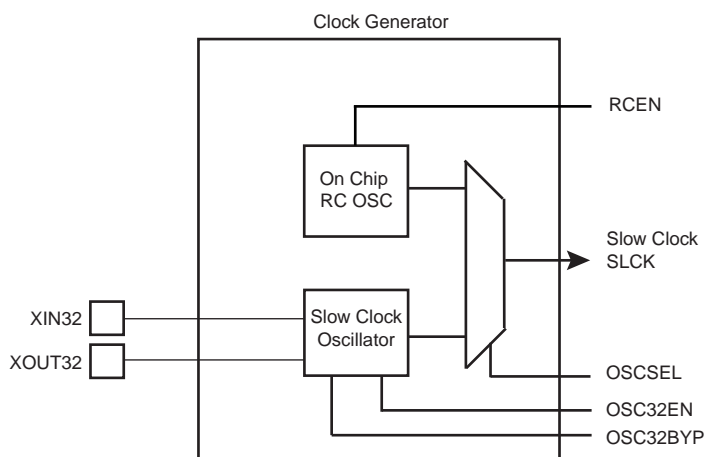 Clock Generator
RCEN
On Chip
RC OSC
Slow Clock
SLCK
XIN32
Slow Clock
Oscillator
XOUT32
OSCSEL
OSC32EN
OSC32BYP